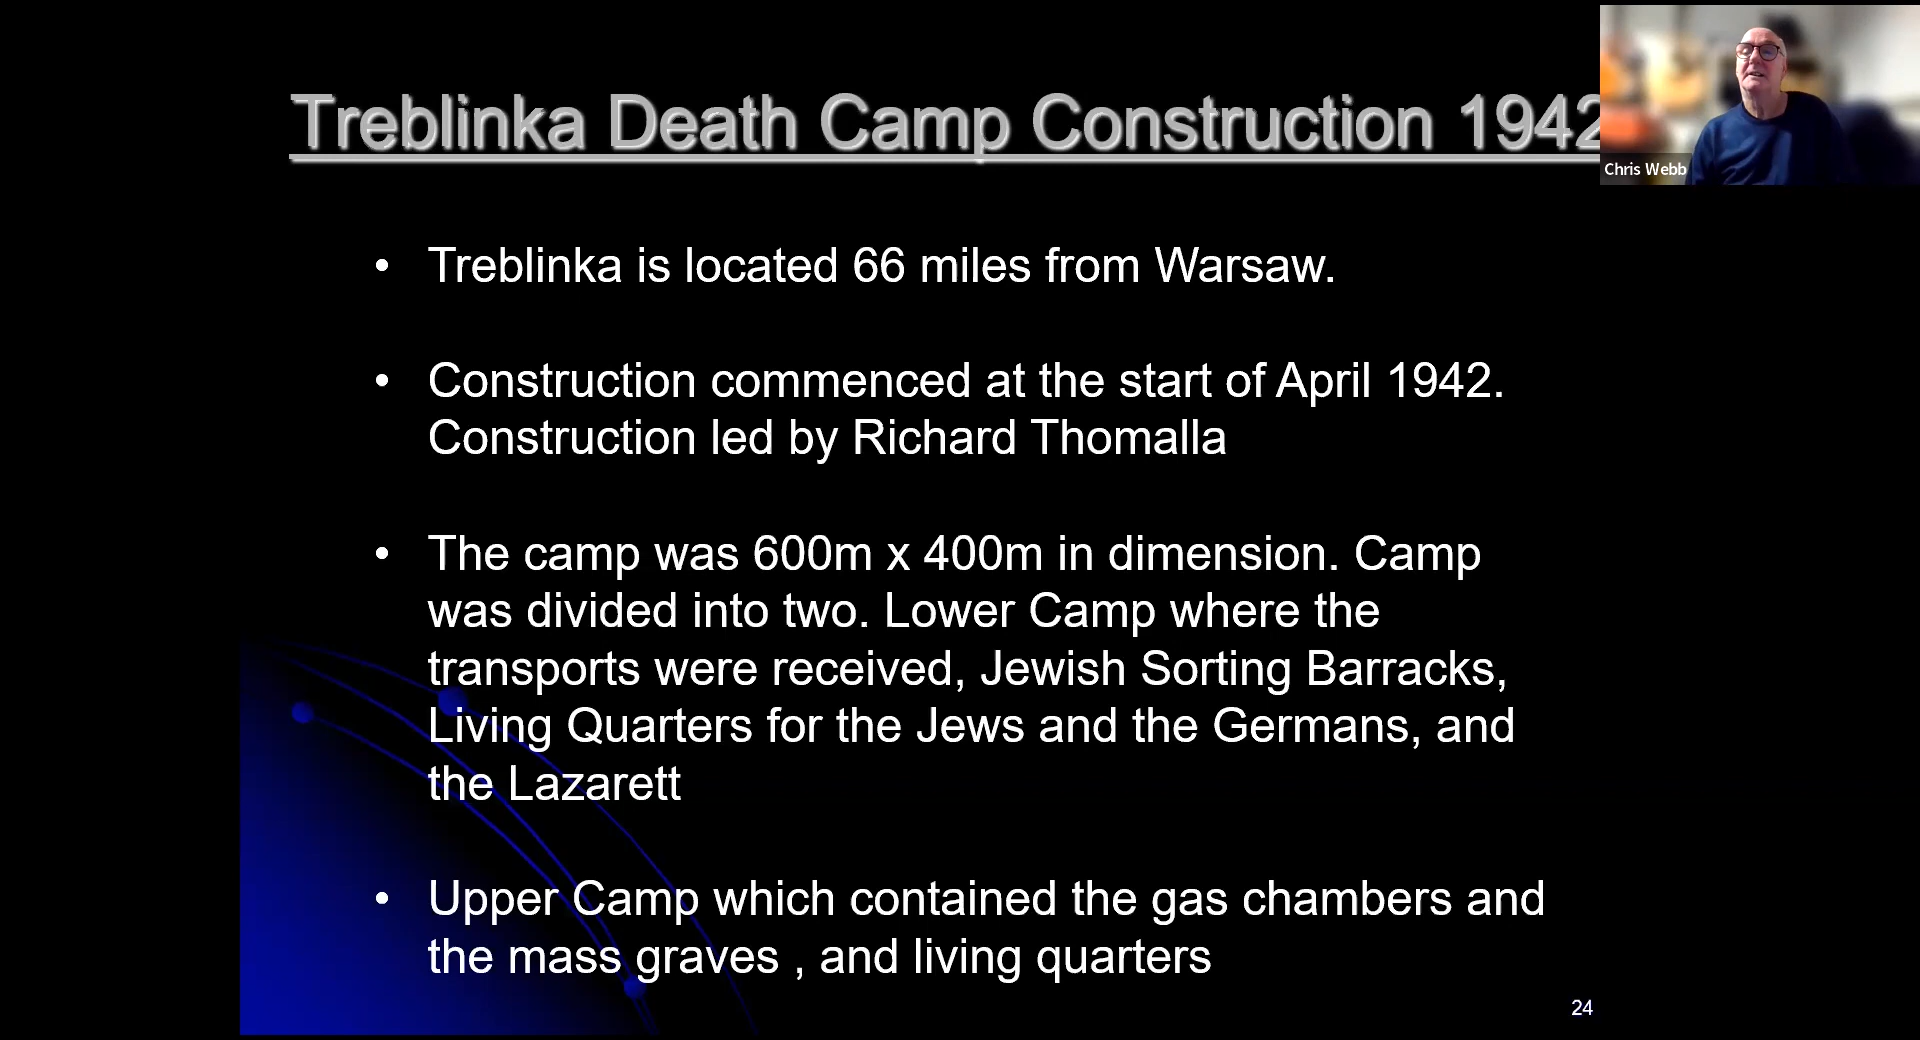 Treblinka Death Camp Construction 1942
Chris Webb
• Treblinka is located 66 miles from Warsaw.
• Construction commenced at the start of April 1942.
Construction led by Richard Thomalla
• The camp was 600m x 400m in dimension. Camp
was divided into two. Lower Camp where the
transports were received, Jewish Sorting Barracks,
Living Quarters for the Jews and the Germans, and
the Lazarett
• Upper Camp which contained the gas chambers and
the mass graves , and living quarters
24